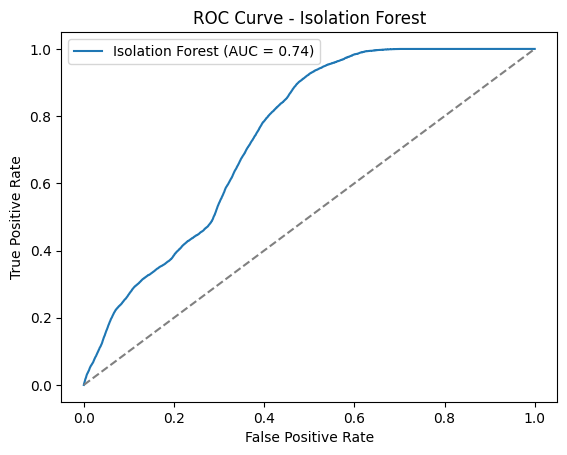 ROC Curve - Isolation Forest
Isolation Forest (AUC = 0.74)
True Positive Rate
1.0
0.8
0.6
0.4
0.2
0.0
0.0 0.2 0.4 0.6 0.8 1.0
False Positive Rate